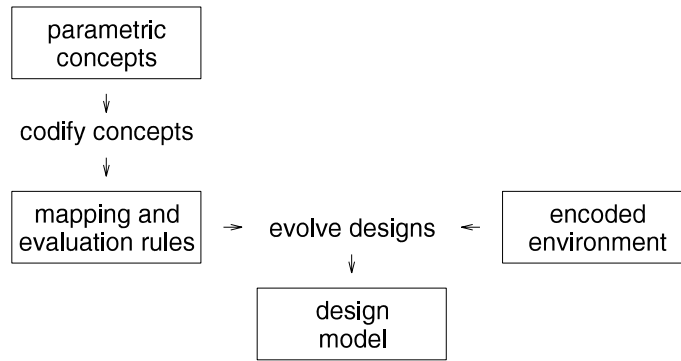 parametric
concepts
codify concepts
mapping and
evaluation rules
evolve designs
encoded
environment
design
model